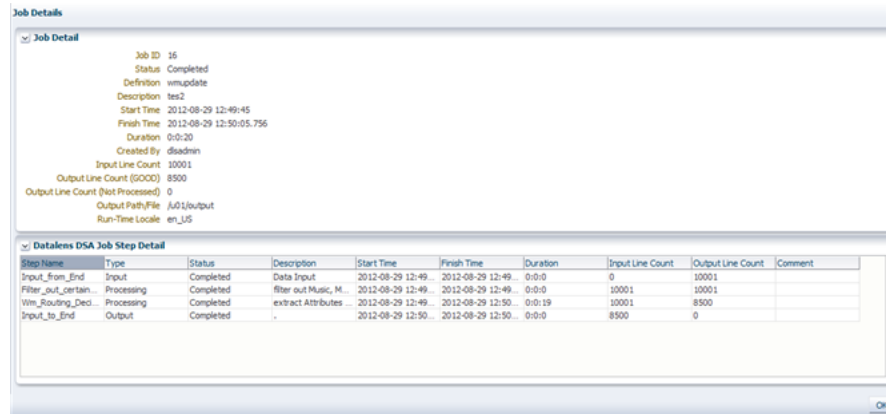 Job Details
Job Detail
Job ID 16
Status Completed
Definition wmupdate
Description tes2
Start Time 2012-08-29 12:49:45
Finish Time 2012-08-29 12:50:05.756
Duration 0:0:20
Created By dlsadmin
Input Line Count 10001
Output Line Count (GOOD) 8500
Output Line Count (Not Processed) 0
Output Path/File /u01/output
Run-Time Locale en_US
Datalens DSA Job Step Detail
Step Name Type Status Description Start Time Finish Time Duration Input Line Count Output Line Count Comment
Input_from_End Input Completed Data Input 2012-08-29 12:49... 2012-08-29 12:49... 0:0:0 0 10001
Filter_out_certain... Processing Completed filter out Music, M... 2012-08-29 12:49... 2012-08-29 12:49... 0:0:0 10001 10001
Wm_Routing_Deci... Processing Completed extract Attributes ... 2012-08-29 12:49... 2012-08-29 12:50... 0:0:19 10001 8500
Input_to_End Output Completed . 2012-08-29 12:50... 2012-08-29 12:50... 0:0:0 8500 0